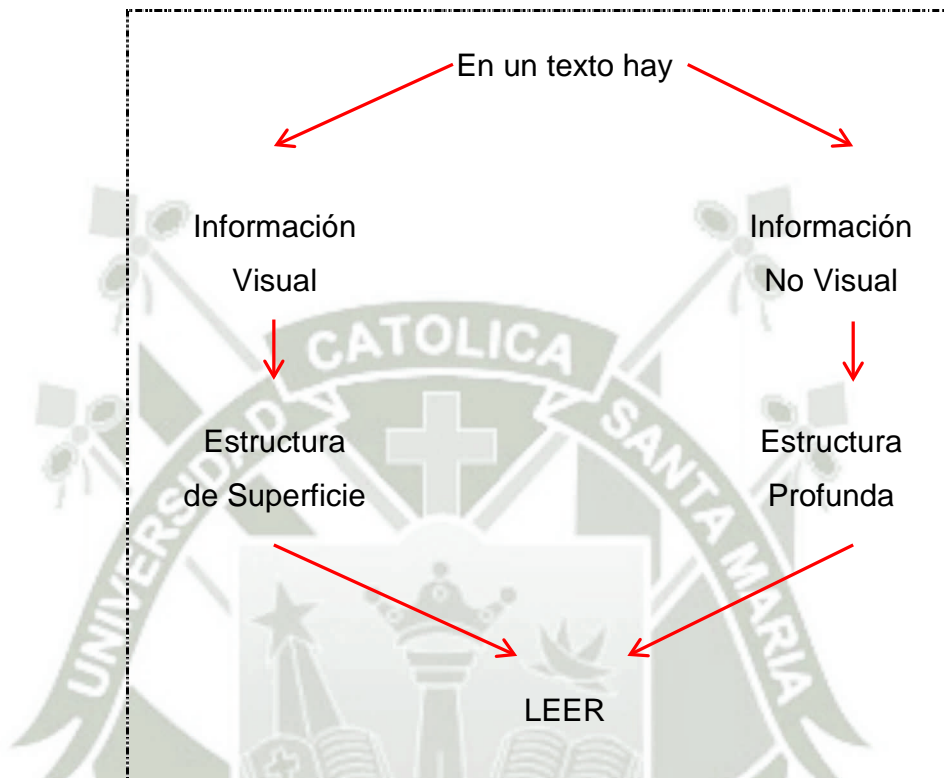 En un texto hay
Información
Visual
Información
No Visual
Estructura
de Superficie
Estructura
Profunda
LEER
UNIVERSIDAD CATOLICA SANTA MARIA